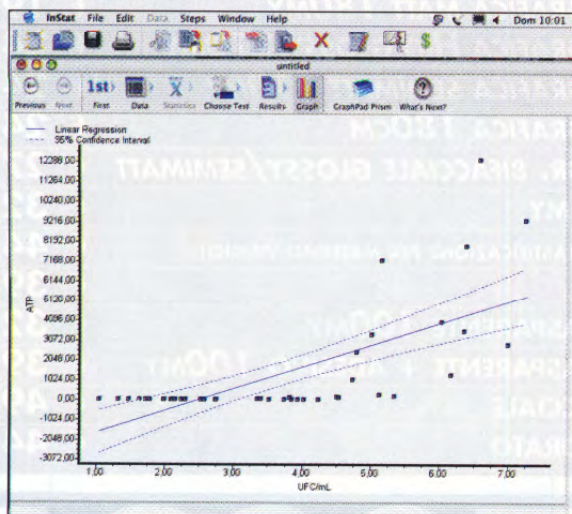 InStat File Edit Data Steps Window Help Dom 10:01
untitled
Previous Next First Data Statistics Choose Test Results Graph GraphPad Prism What's Next?
Linear Regression
95% Confidence Interval
12288,00
11264,00
10240,00
9216,00
8192,00
7168,00
6144,00
5120,00
4096,00
3072,00
2048,00
1024,00
0,00
-1024,00
-2048,00
-3072,00
ATP
1,00 2,00 3,00 4,00 5,00 6,00 7,00
UFC/mL